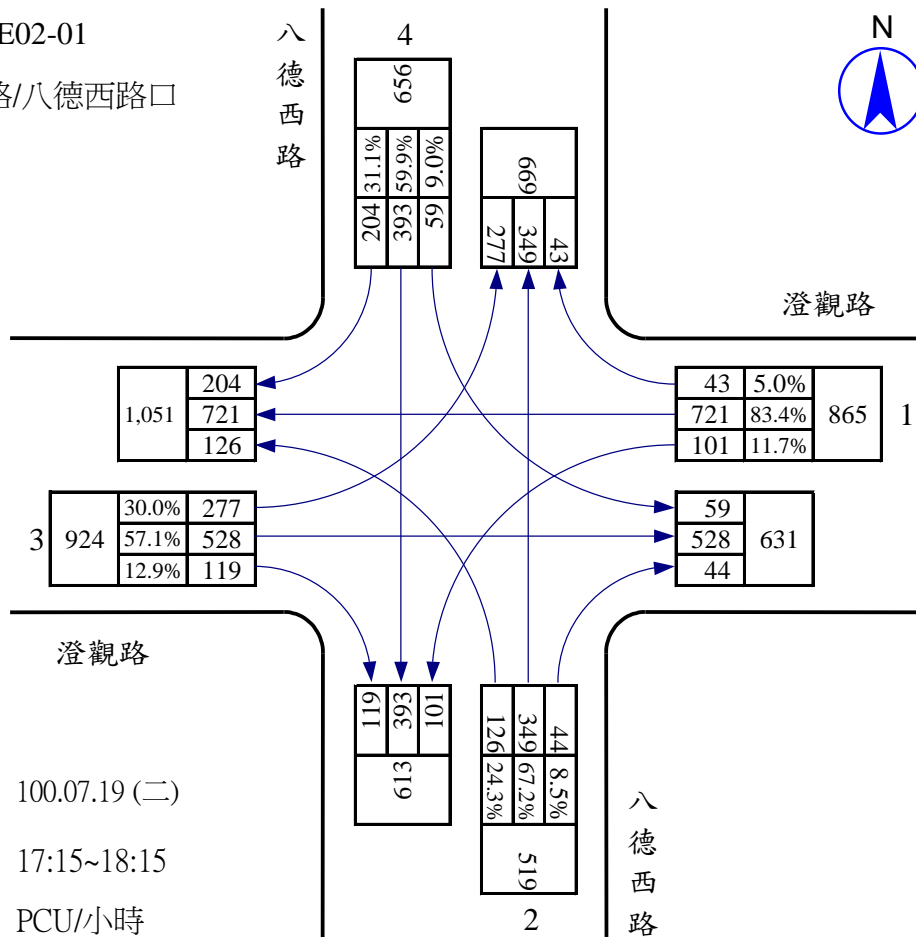 E02-01
路/八德西路口
八德西路
4
656
31.1% 59.9% 9.0%
204 393 59
669
277 349 43
N
澄觀路
1,051
204
721
126
43 5.0%
721 83.4%
101 11.7%
865
1
3
924
30.0% 277
57.1% 528
12.9% 119
59
528
44
631
澄觀路
119 393 101
613
126 349 44
24.3% 67.2% 8.5%
519
2
八德西路
100.07.19 (二)
17:15~18:15
PCU/小時